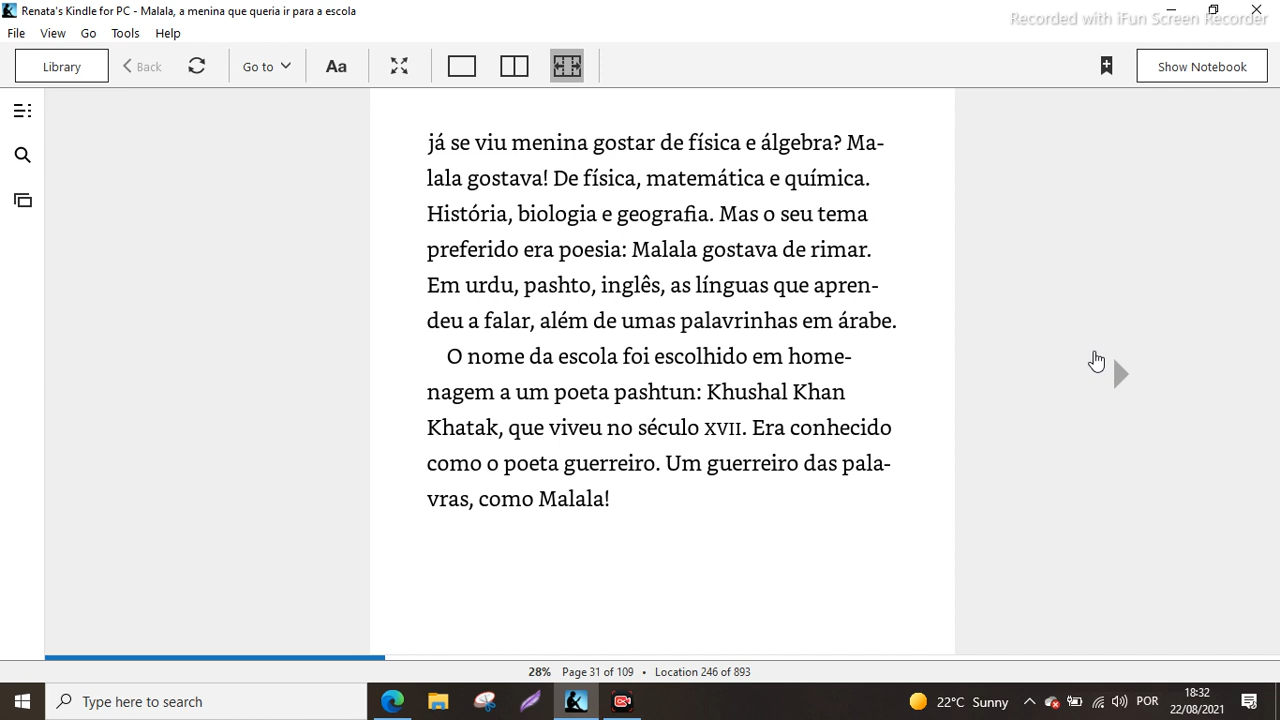 Renata's Kindle for PC - Malala, a menina que queria ir para a escola
Recorded with iFun Screen Recorder
File View Go Tools Help
Library Back Go to Aa Show Notebook
já se viu menina gostar de física e álgebra? Ma-
lala gostava! De física, matemática e química.
História, biologia e geografia. Mas o seu tema
preferido era poesia: Malala gostava de rimar.
Em urdu, pashto, inglês, as línguas que apren-
deu a falar, além de umas palavrinhas em árabe.
O nome da escola foi escolhido em home-
nagem a um poeta pashtun: Khushal Khan
Khatak, que viveu no século XVII. Era conhecido
como o poeta guerreiro. Um guerreiro das pala-
vras, como Malala!
28% Page 31 of 109 • Location 246 of 893
Type here to search
22°C Sunny
POR
18:32
22/08/2021